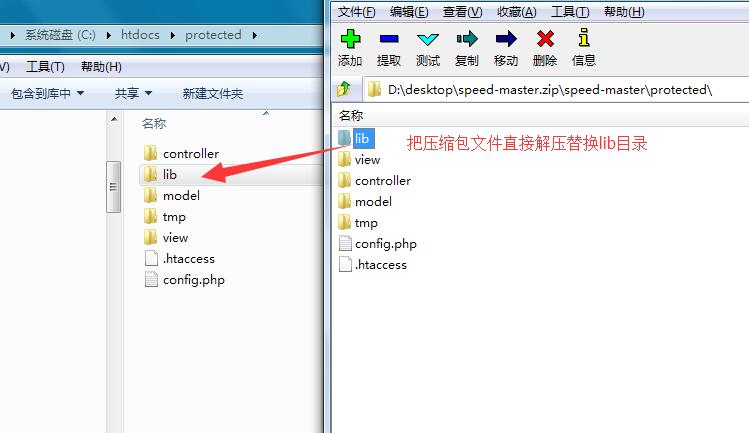 系统磁盘 (C:) htdocs protected
V) 工具(T) 帮助(H)
包含到库中 共享 新建文件夹
名称
controller
lib
model
tmp
view
.htaccess
config.php
文件(F) 编辑(E) 查看(V) 收藏(A) 工具(T) 帮助(H)
添加 提取 测试 复制 移动 删除 信息
D:\desktop\speed-master.zip\speed-master\protected\
名称
lib
把压缩包文件直接解压替换lib目录
view
controller
model
tmp
config.php
.htaccess